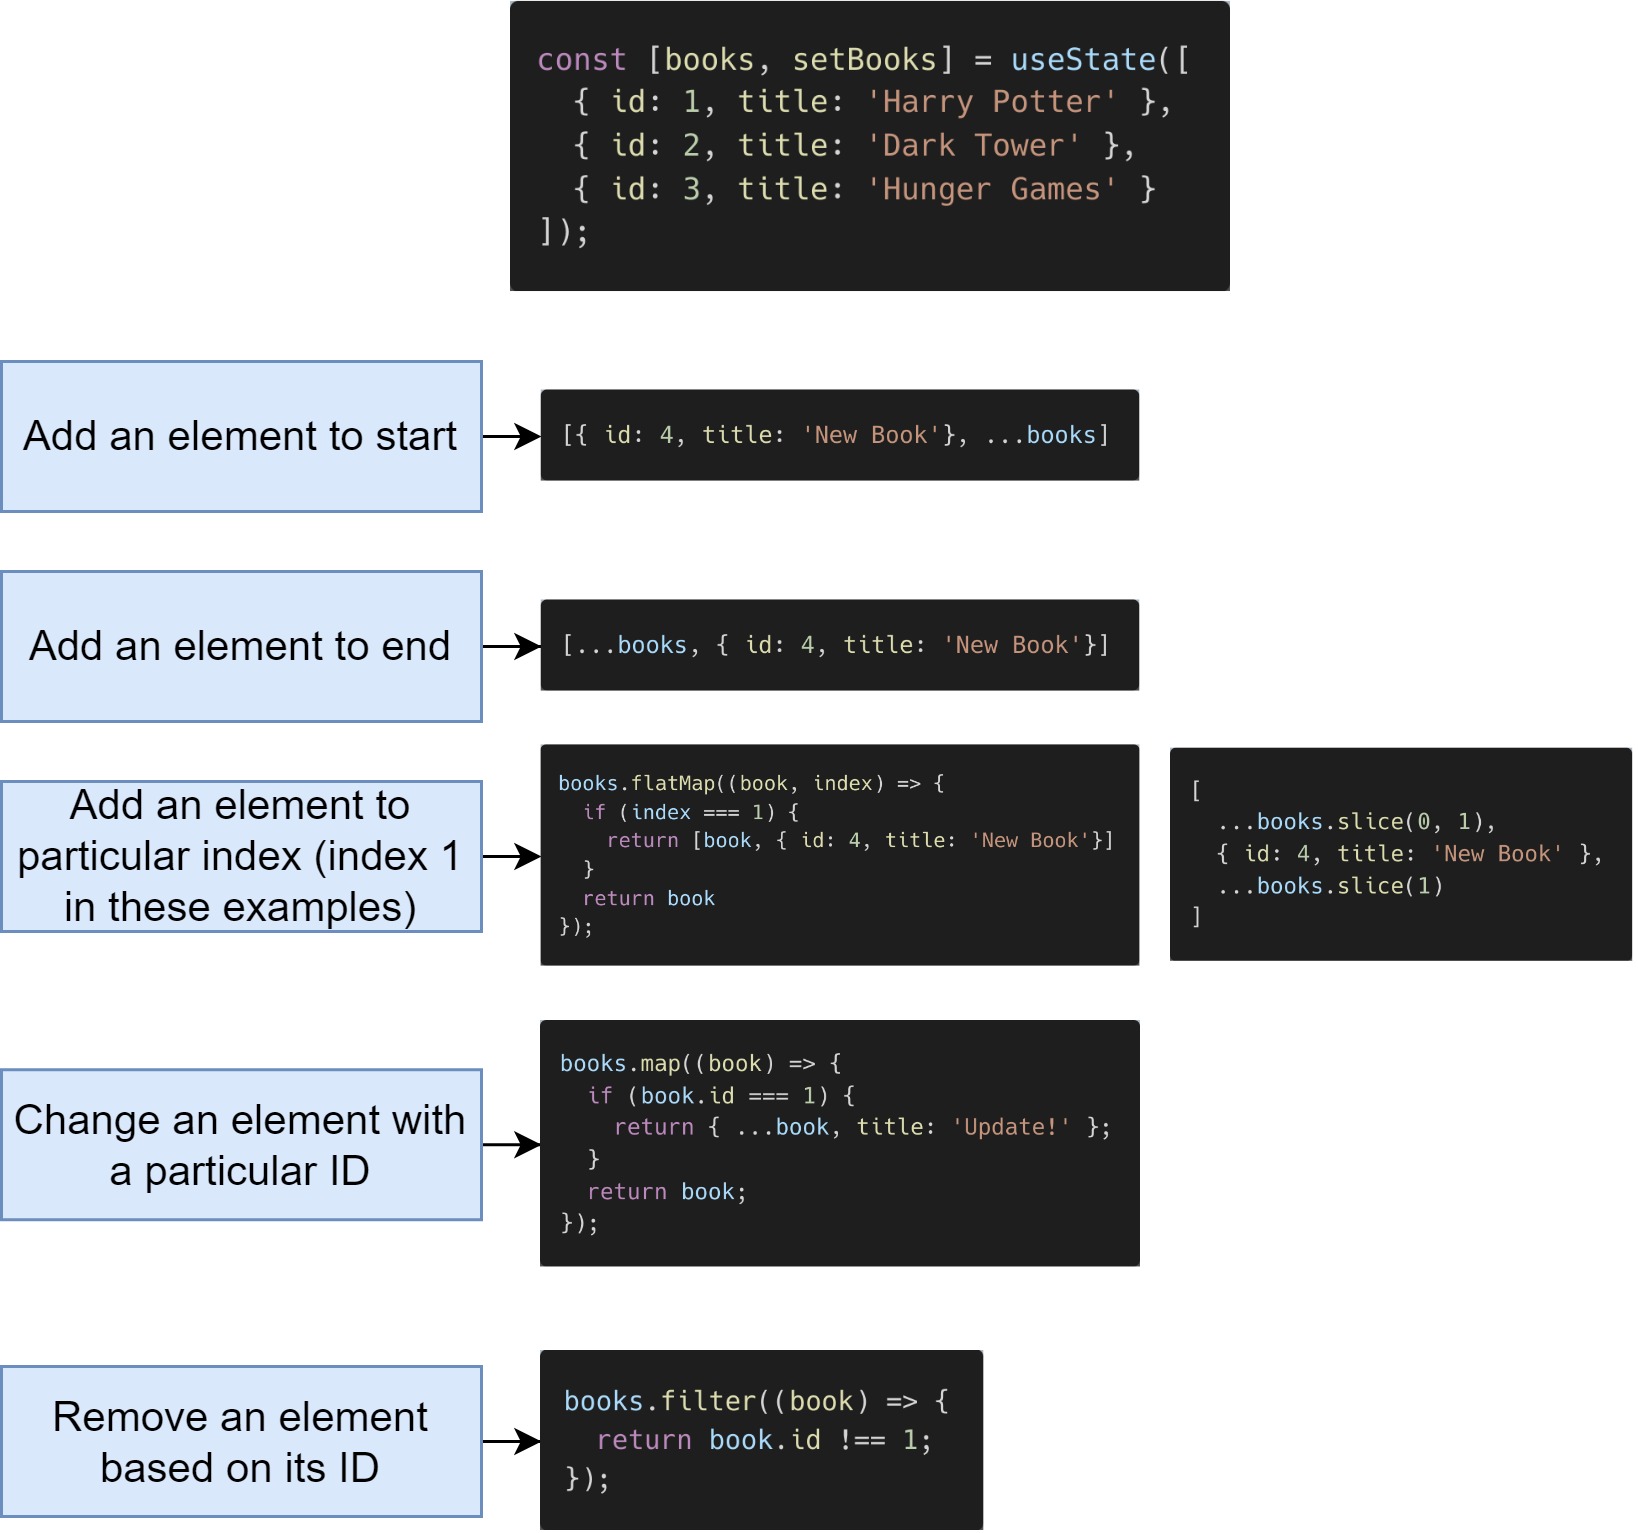 const [books, setBooks] = useState([
  { id: 1, title: 'Harry Potter' },
  { id: 2, title: 'Dark Tower' },
  { id: 3, title: 'Hunger Games' }
]);
Add an element to start
[{ id: 4, title: 'New Book'}, ...books]
Add an element to end
[...books, { id: 4, title: 'New Book'}]
Add an element to
particular index (index 1
in these examples)
books.flatMap((book, index) => {
  if (index === 1) {
    return [book, { id: 4, title: 'New Book'}]
  }
  return book
});
[
  ...books.slice(0, 1),
  { id: 4, title: 'New Book' },
  ...books.slice(1)
]
Change an element with
a particular ID
books.map((book) => {
  if (book.id === 1) {
    return { ...book, title: 'Update!' };
  }
  return book;
});
Remove an element
based on its ID
books.filter((book) => {
  return book.id !== 1;
});